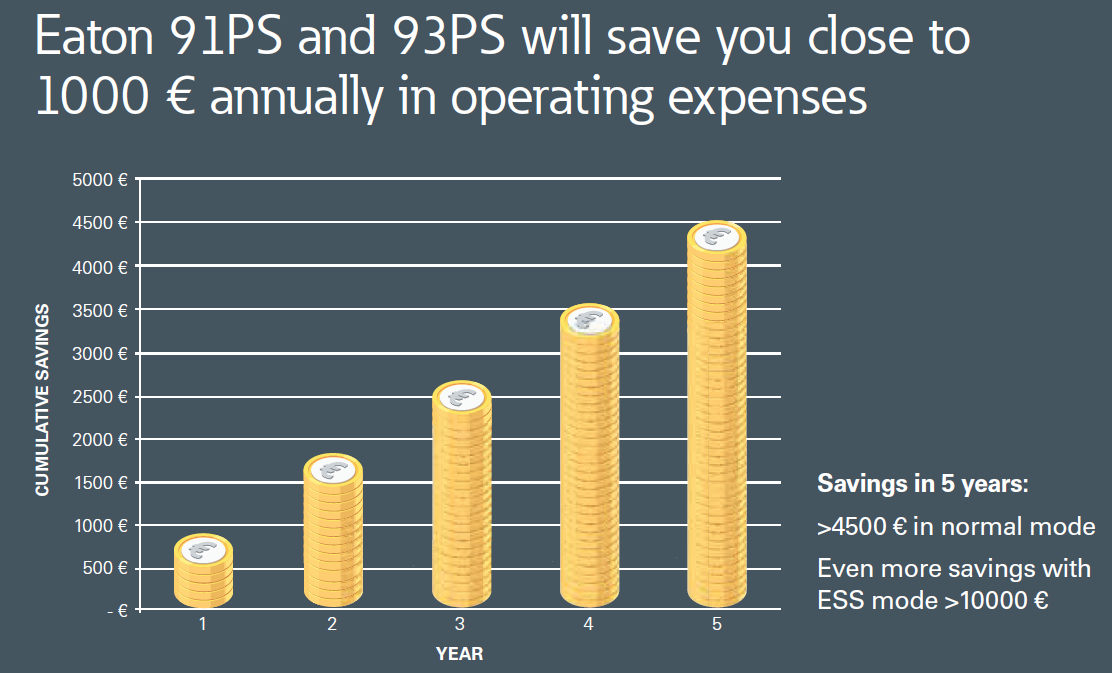 Eaton 91PS and 93PS will save you close to
1000 € annually in operating expenses
5000 €
4500 €
4000 €
3500 €
3000 €
2500 €
2000 €
1500 €
1000 €
500 €
- €
CUMULATIVE SAVINGS
€
€
€
€
€
1
2
3
4
5
YEAR
Savings in 5 years:
>4500 € in normal mode
Even more savings with
ESS mode >10000 €